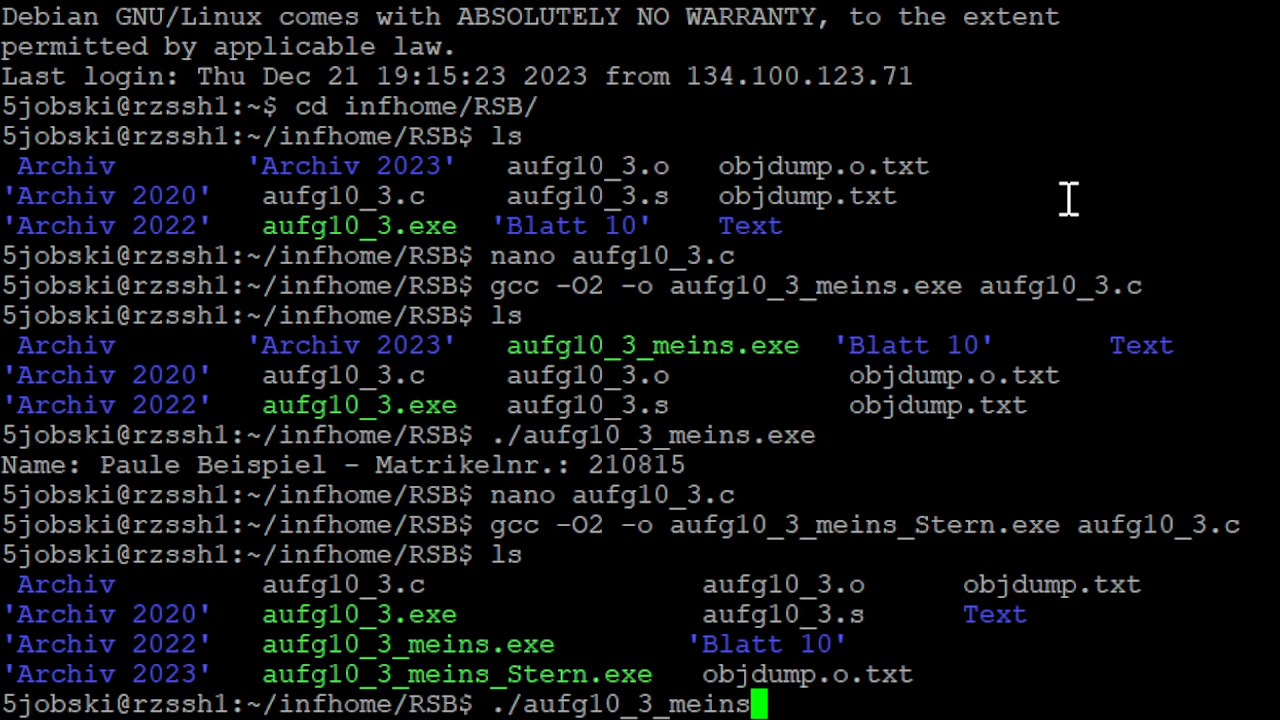 Debian GNU/Linux comes with ABSOLUTELY NO WARRANTY, to the extent
permitted by applicable law.
Last login: Thu Dec 21 19:15:23 2023 from 134.100.123.71
5jobski@rzssh1:~$ cd infhome/RSB/
5jobski@rzssh1:~/infhome/RSB$ ls
Archiv 'Archiv 2023' aufg10_3.o objdump.o.txt
'Archiv 2020' aufg10_3.c aufg10_3.s objdump.txt
'Archiv 2022' aufg10_3.exe 'Blatt 10' Text
5jobski@rzssh1:~/infhome/RSB$ nano aufg10_3.c
5jobski@rzssh1:~/infhome/RSB$ gcc -O2 -o aufg10_3_meins.exe aufg10_3.c
5jobski@rzssh1:~/infhome/RSB$ ls
Archiv 'Archiv 2023' aufg10_3_meins.exe 'Blatt 10' Text
'Archiv 2020' aufg10_3.c aufg10_3.o objdump.o.txt
'Archiv 2022' aufg10_3.exe aufg10_3.s objdump.txt
5jobski@rzssh1:~/infhome/RSB$ ./aufg10_3_meins.exe
Name: Paule Beispiel - Matrikelnr.: 210815
5jobski@rzssh1:~/infhome/RSB$ nano aufg10_3.c
5jobski@rzssh1:~/infhome/RSB$ gcc -O2 -o aufg10_3_meins_Stern.exe aufg10_3.c
5jobski@rzssh1:~/infhome/RSB$ ls
Archiv aufg10_3.c aufg10_3.o objdump.txt
'Archiv 2020' aufg10_3.exe aufg10_3.s Text
'Archiv 2022' aufg10_3_meins.exe 'Blatt 10'
'Archiv 2023' aufg10_3_meins_Stern.exe objdump.o.txt
5jobski@rzssh1:~/infhome/RSB$ ./aufg10_3_meins